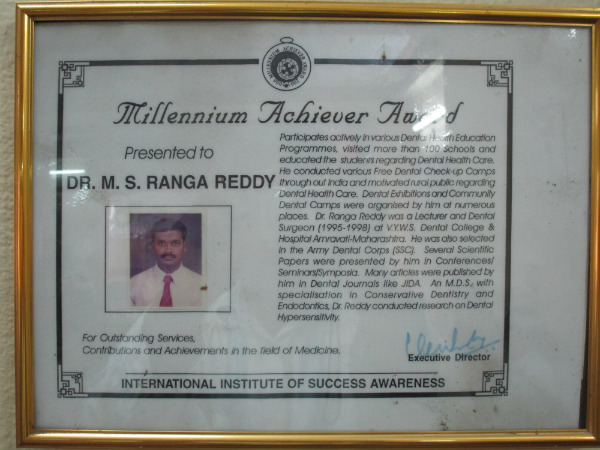 Millennium Achiever Award
Presented to
DR. M. S. RANGA REDDY
Participates actively in various Dental Health Education
Programmes, visited more than 100 Schools and
educated the students regarding Dental Health Care.
He conducted various Free Dental Check-up Camps
through out India and motivated rural public regarding
Dental Health Care. Dental Exhibitions and Community
Dental Camps were organised by him at numerous
places. Dr. Ranga Reddy was a Lecturer and Dental
Surgeon (1995-1998) at V.Y.W.S. Dental College &
Hospital Amravati-Maharashtra. He was also selected
in the Army Dental Corps (SSC). Several Scientific
Papers were presented by him in Conferences/
Seminars/Symposia. Many articles were published by
him in Dental Journals like JIDA. An M.D.S., with
specialisation in Conservative Dentistry and
Endodontics, Dr. Reddy conducted research on Dental
Hypersensitivity.
For Outstanding Services,
Contributions and Achievements in the field of Medicine.
Executive Director
INTERNATIONAL INSTITUTE OF SUCCESS AWARENESS